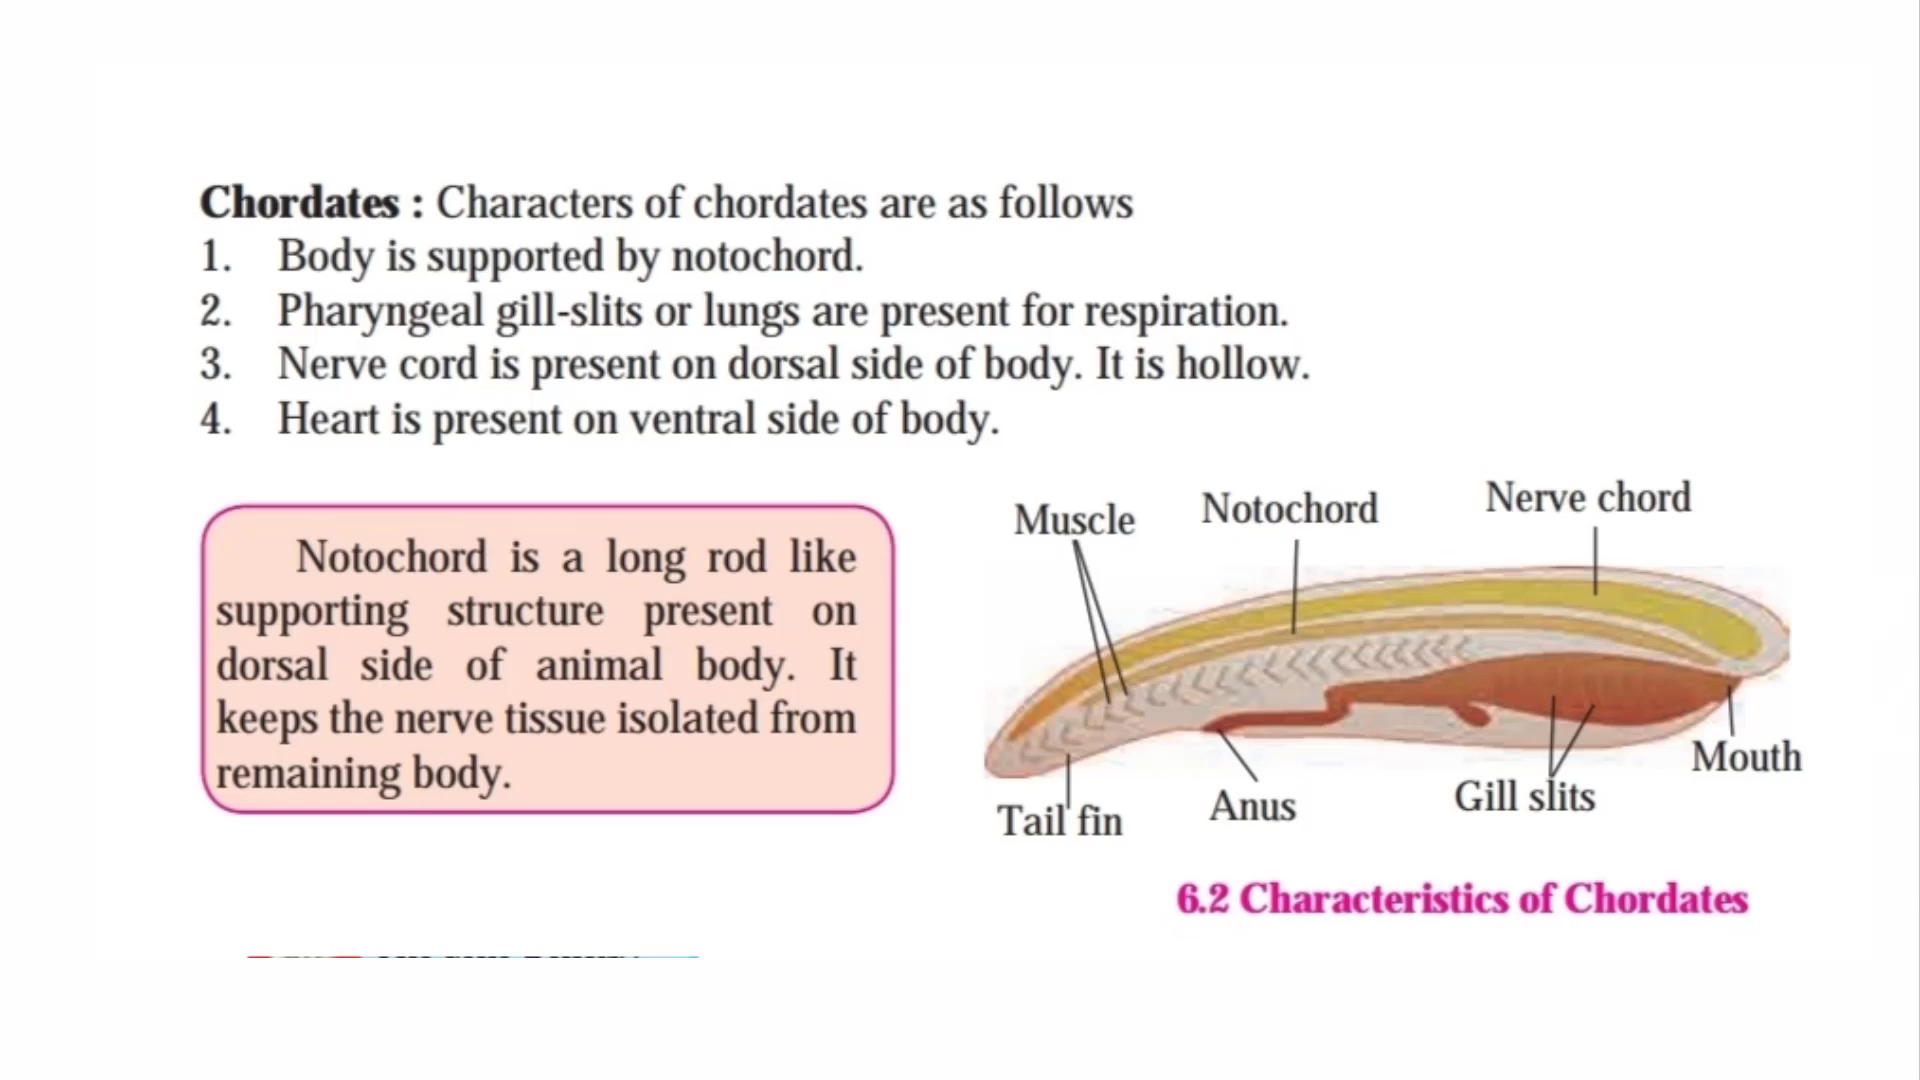 Chordates : Characters of chordates are as follows
1. Body is supported by notochord.
2. Pharyngeal gill-slits or lungs are present for respiration.
3. Nerve cord is present on dorsal side of body. It is hollow.
4. Heart is present on ventral side of body.
Notochord is a long rod like
supporting structure present on
dorsal side of animal body. It
keeps the nerve tissue isolated from
remaining body.
Muscle
Notochord
Nerve chord
Mouth
Gill slits
Anus
Tail fin
6.2 Characteristics of Chordates